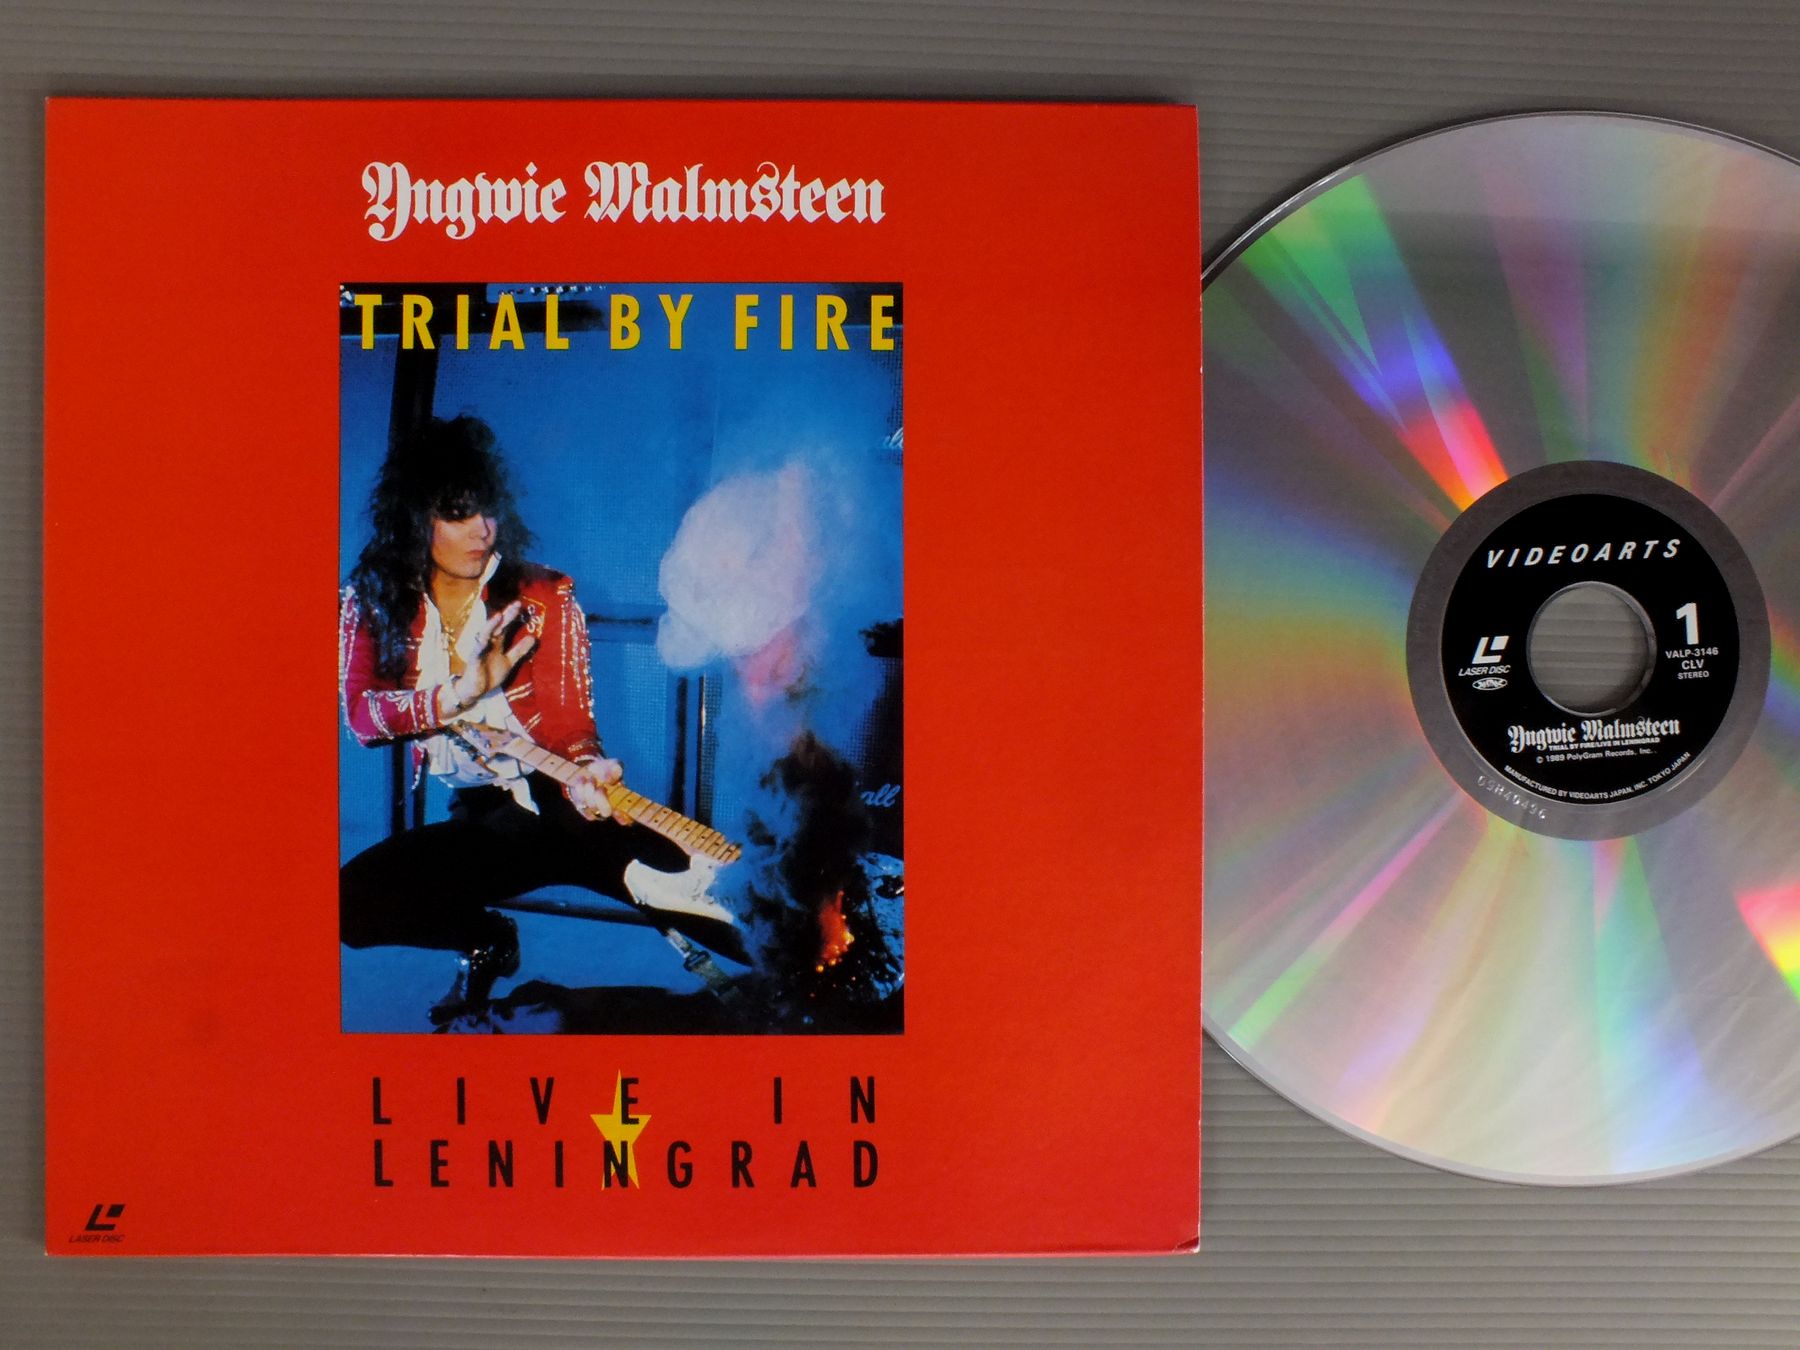 Yngwie Malmsteen
TRIAL BY FIRE
all
LIVE IN
LENINGRAD
LASER DISC
VIDEOARTS
1
VALP-3146
CLV
STEREO
LASER DISC
Yngwie Malmsteen
TRIAL BY FIRE/LIVE IN LENINGRAD
© 1989 PolyGram Records, Inc..
MANUFACTURED BY VIDEOARTS JAPAN, INC. TOKYO JAPAN